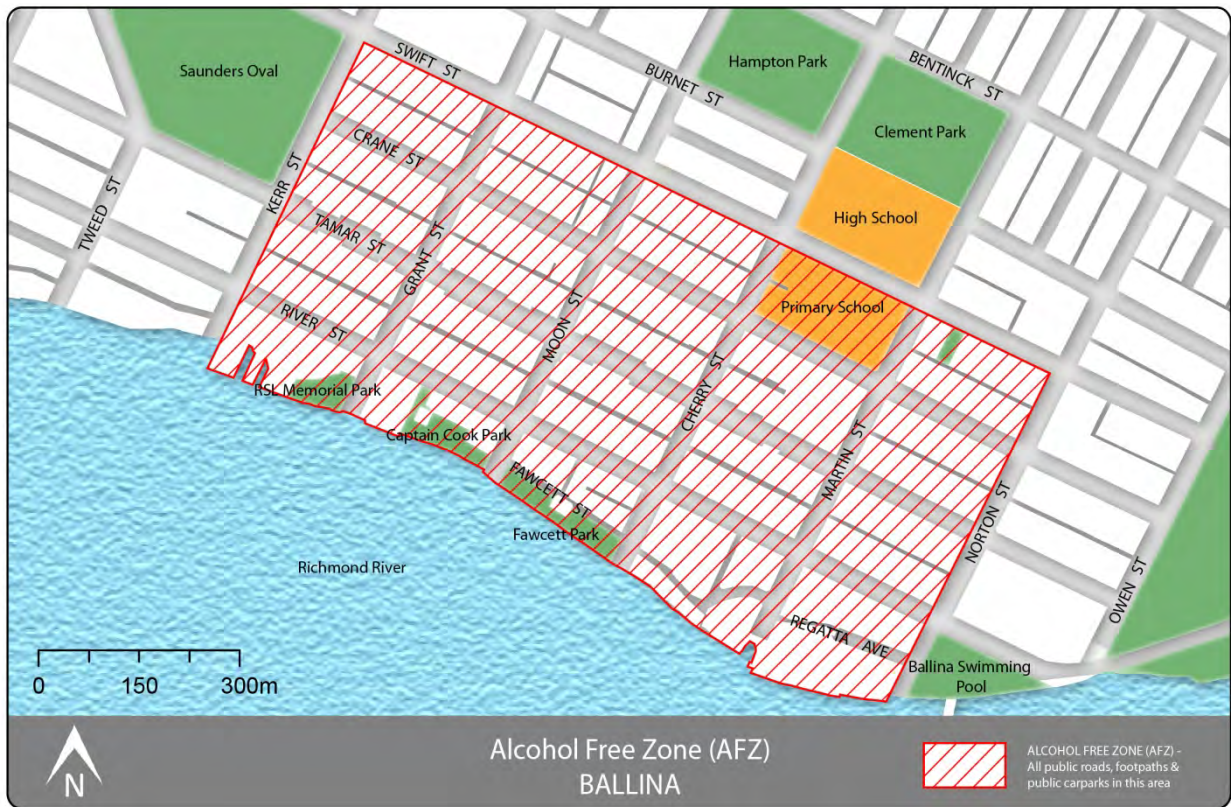 Saunders Oval
SWIFT ST
Hampton Park
BENTINCK ST
BURNET ST
Clement Park
CRANE ST
KERR ST
High School
TWEED ST
TAMAR ST
GRANT ST
Primary School
RIVER ST
MOON ST
CHERRY ST
RSL Memorial Park
Captain Cook Park
MARTIN ST
FAWCETT ST
NORTON ST
Fawcett Park
Richmond River
OWEN ST
REGATTA AVE
Ballina Swimming
Pool
0 150 300m
N
Alcohol Free Zone (AFZ)
BALLINA
ALCOHOL FREE ZONE (AFZ) -
All public roads, footpaths &
public carparks in this area